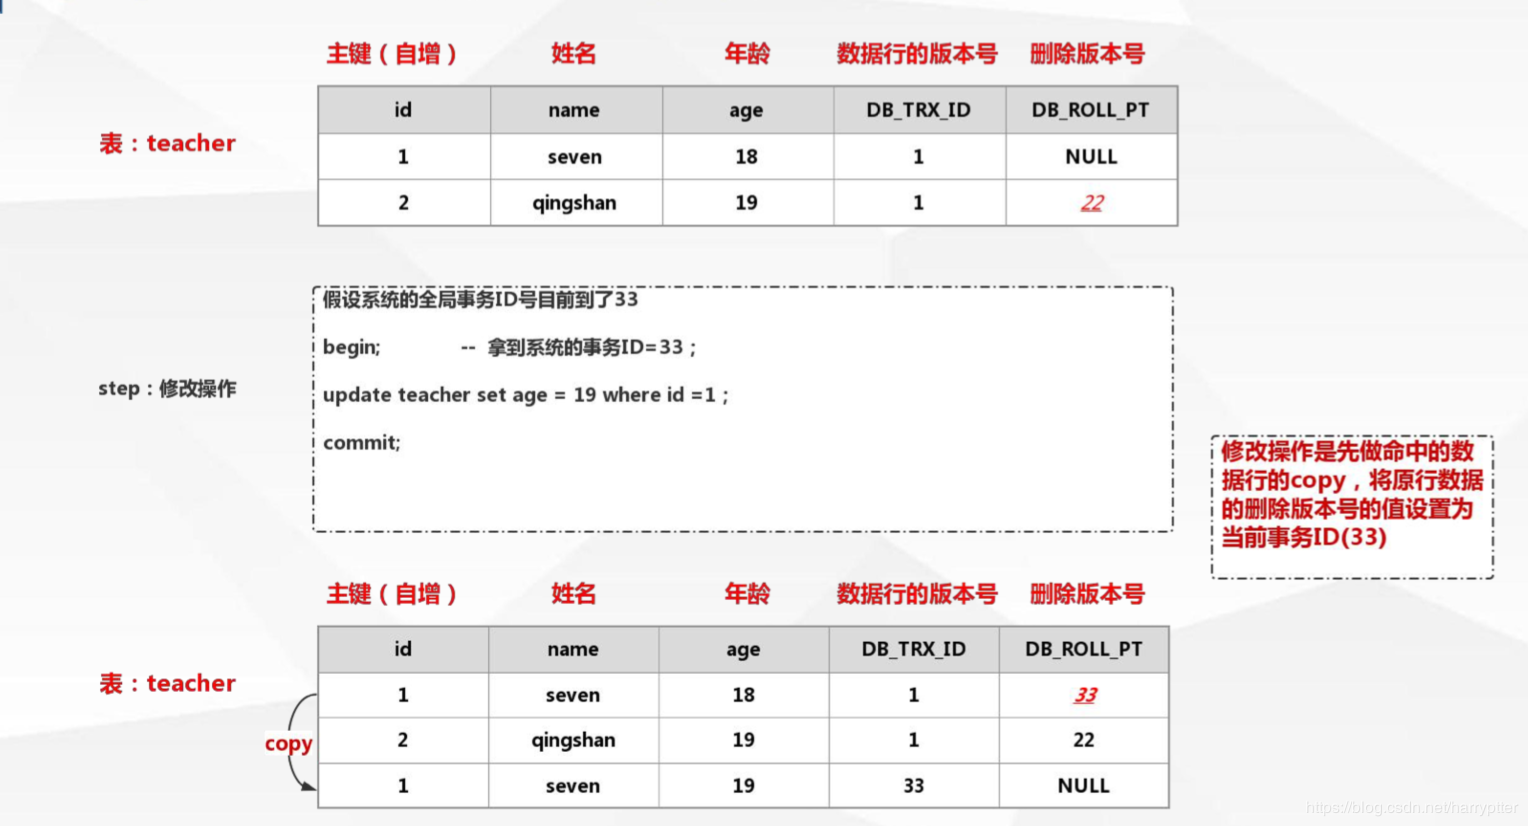 主键（自增） 姓名 年龄 数据行的版本号 删除版本号
id name age DB_TRX_ID DB_ROLL_PT
表：teacher
1 seven 18 1 NULL
2 qingshan 19 1 22
假设系统的全局事务ID号目前到了33
begin; -- 拿到系统的事务ID=33；
step：修改操作
update teacher set age = 19 where id =1；
commit;
修改操作是先做命中的数
据行的copy，将原行数据
的删除版本号的值设置为
当前事务ID(33)
主键（自增） 姓名 年龄 数据行的版本号 删除版本号
id name age DB_TRX_ID DB_ROLL_PT
表：teacher
1 seven 18 1 33
copy
2 qingshan 19 1 22
1 seven 19 33 NULL
https://blog.csdn.net/harryptter